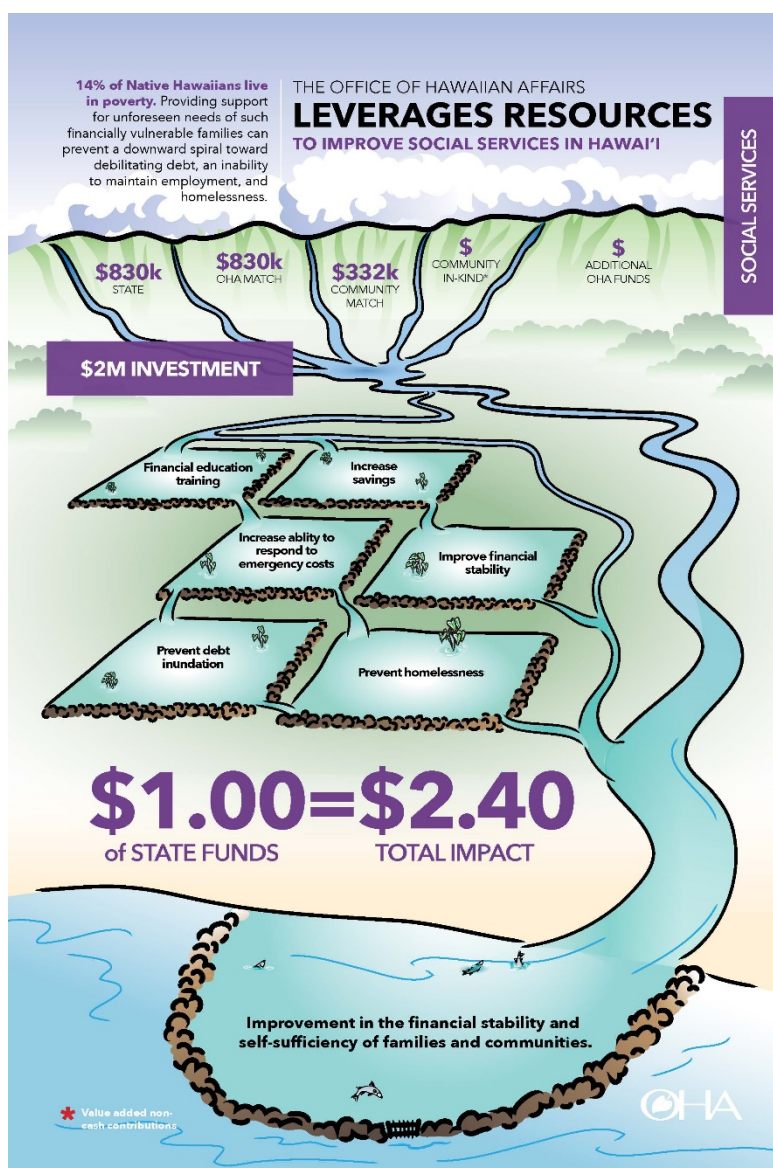 14% of Native Hawaiians live
in poverty. Providing support
for unforeseen needs of such
financially vulnerable families can
prevent a downward spiral toward
debilitating debt, an inability
to maintain employment, and
homelessness.
THE OFFICE OF HAWAIIAN AFFAIRS
LEVERAGES RESOURCES
TO IMPROVE SOCIAL SERVICES IN HAWAI‘I
SOCIAL SERVICES
$830k
STATE
$830k
OHA MATCH
$332k
COMMUNITY
MATCH
$
COMMUNITY
IN-KIND*
$
ADDITIONAL
OHA FUNDS
$2M INVESTMENT
Financial education
training
Increase
savings
Increase ablity to
respond to
emergency costs
Improve financial
stability
Prevent debt
inundation
Prevent homelessness
$1.00=$2.40
of STATE FUNDS
TOTAL IMPACT
Improvement in the financial stability and
self-sufficiency of families and communities.
* Value added non-
cash contributions
OHA